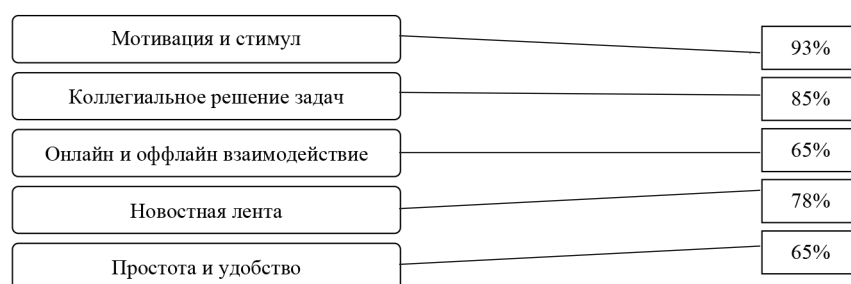 Мотивация и стимул
93%
Коллегиальное решение задач
85%
Онлайн и оффлайн взаимодействие
65%
Новостная лента
78%
Простота и удобство
65%